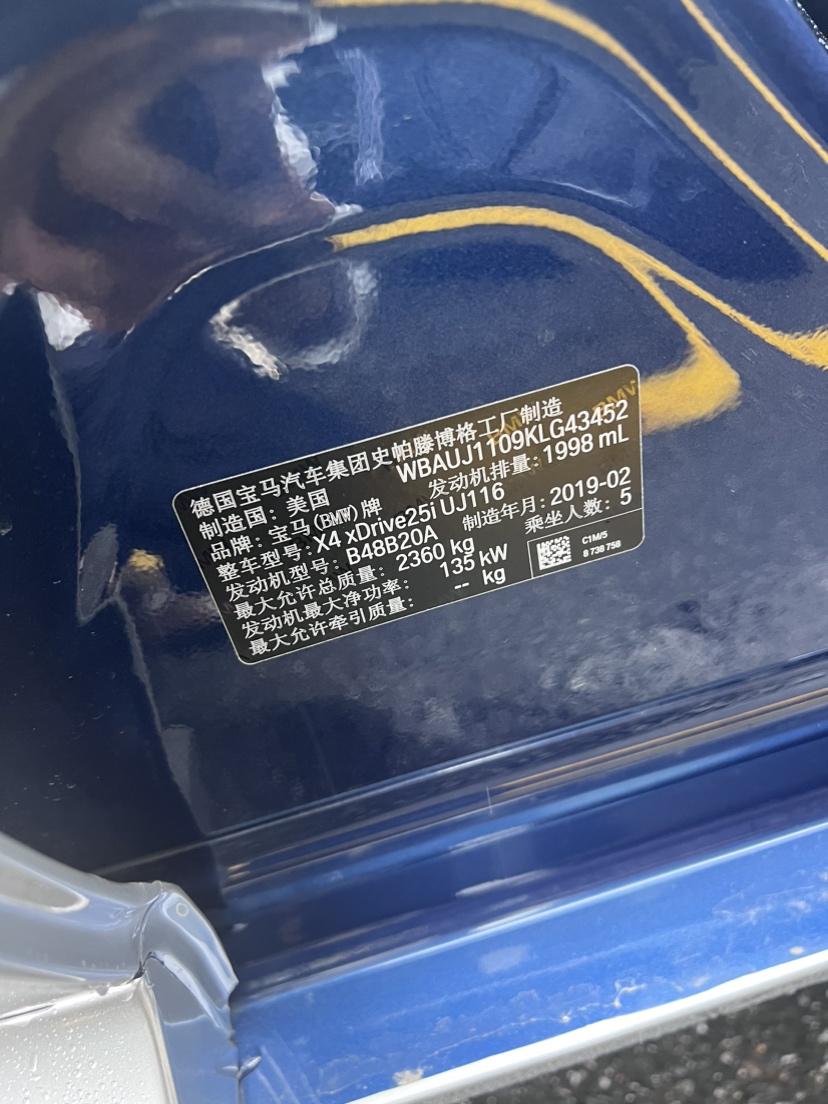 德国宝马汽车集团史帕滕博格工厂制造
制造国：美国 WBAUJ1109KLG43452
品牌：宝马(BMW)牌 发动机排量：1998 mL
整车型号：X4 xDrive25i UJ116
发动机型号：B48B20A 制造年月：2019-02
最大允许总质量： 2360 kg 乘坐人数： 5
发动机最大净功率： 135 kW
最大允许牵引质量： -- kg
C1M/5
8 738 758